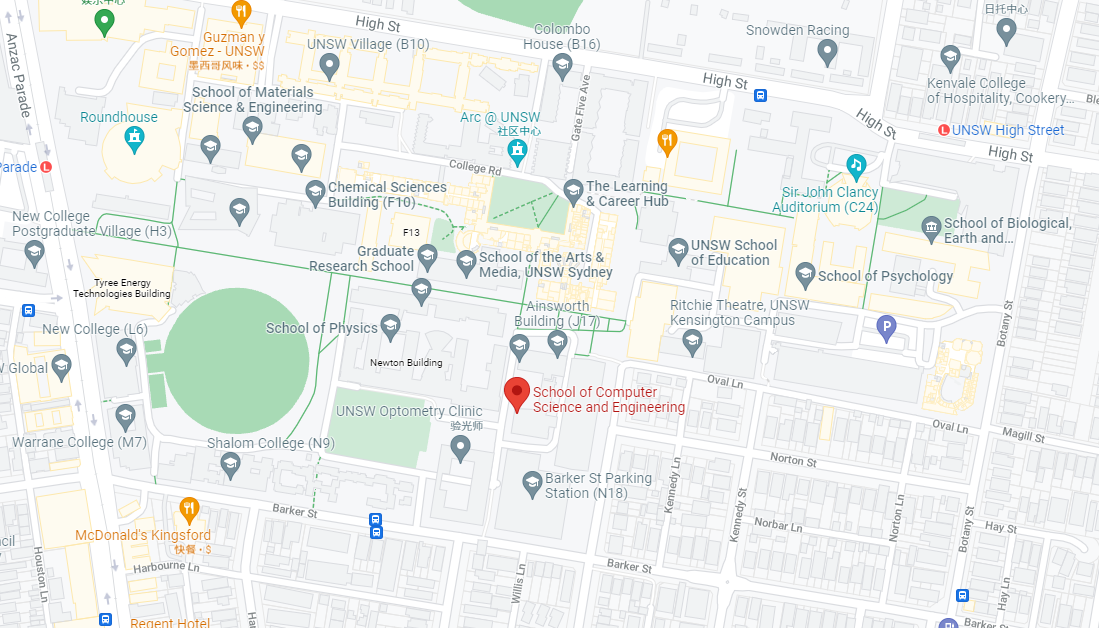 娱乐中心
Anzac Parade
Guzman y
Gomez - UNSW
墨西哥风味 · $$
High St
UNSW Village (B10)
Colombo
House (B16)
Snowden Racing
日托中心
High St
Kenvale College
of Hospitality, Cookery...
School of Materials
Science & Engineering
Roundhouse
Arc @ UNSW
社区中心
Gate Five Ave
High St
UNSW High Street
High St
Parade
College Rd
Chemical Sciences
Building (F10)
The Learning
& Career Hub
Sir John Clancy
Auditorium (C24)
New College
Postgraduate Village (H3)
F13
School of Biological,
Earth and...
Graduate
Research School
School of the Arts &
Media, UNSW Sydney
UNSW School
of Education
School of Psychology
Tyree Energy
Technologies Building
Ainsworth
Building (J17)
Ritchie Theatre, UNSW
Kensington Campus
Botany St
New College (L6)
School of Physics
P
Newton Building
Global
School of Computer
Science and Engineering
Oval Ln
UNSW Optometry Clinic
验光师
Oval Ln
Magill St
Warrane College (M7)
Shalom College (N9)
Norton St
Barker St Parking
Station (N18)
Kennedy Ln
Kennedy St
Norton Ln
Botany St
McDonald's Kingsford
快餐 · $
Barker St
Norbar Ln
Hay St
Houston Ln
Harbourne Ln
Willis Ln
Barker St
Hay Ln
Regent Hotel
Barker St